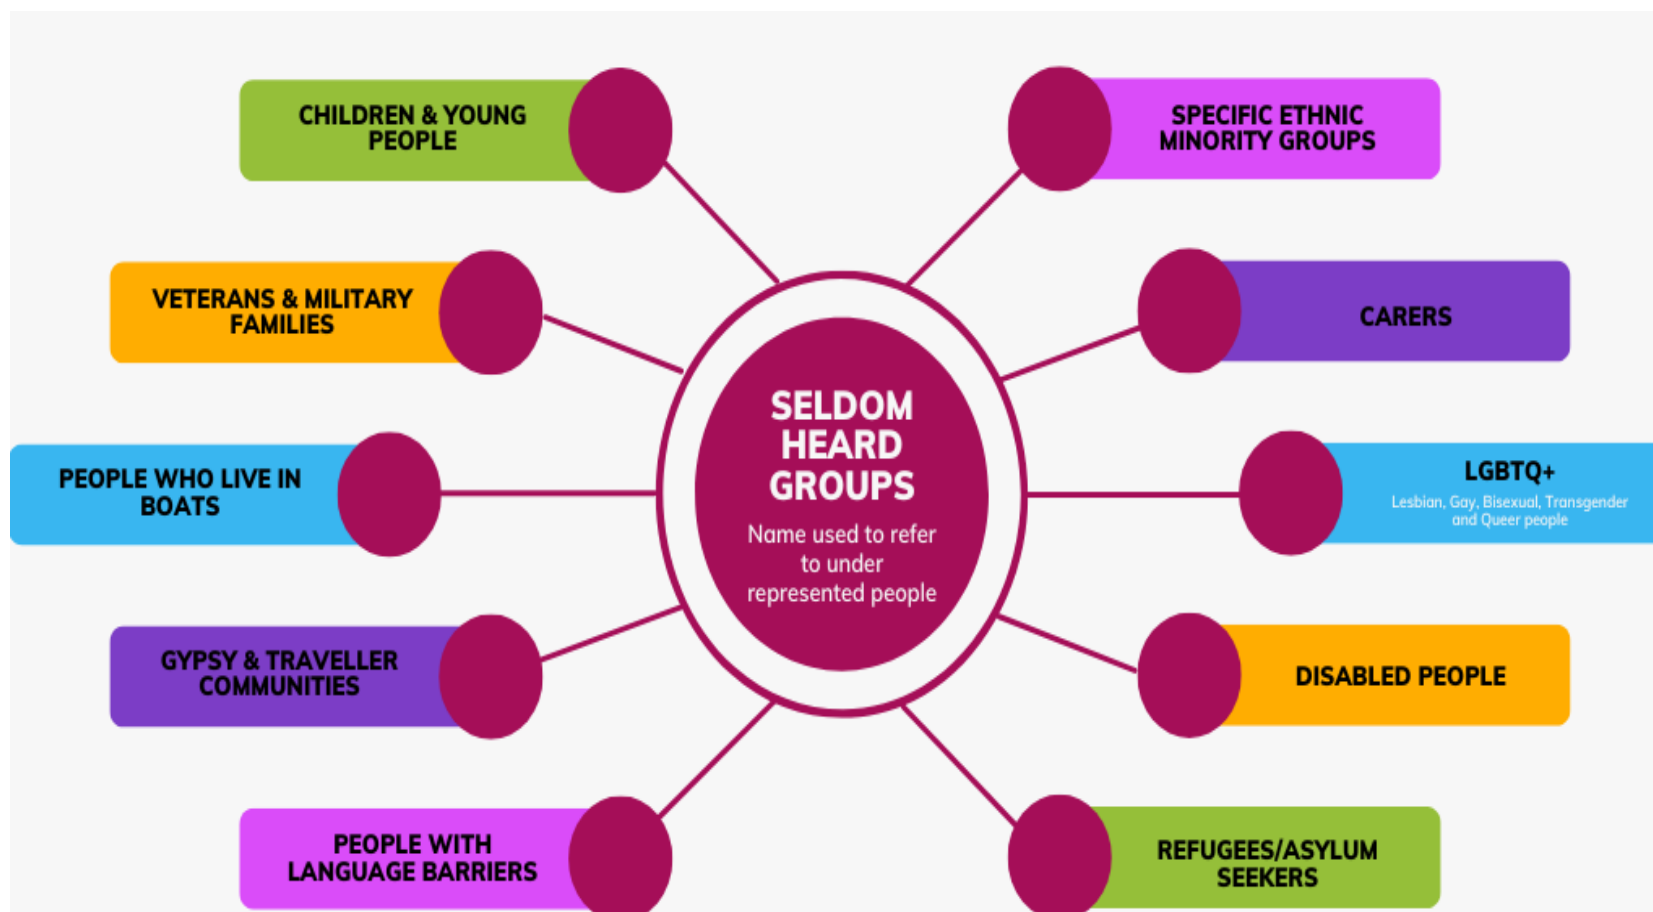 CHILDREN & YOUNG
PEOPLE
SPECIFIC ETHNIC
MINORITY GROUPS
VETERANS & MILITARY
FAMILIES
CARERS
SELDOM
HEARD
GROUPS
Name used to refer
to under
represented people
PEOPLE WHO LIVE IN
BOATS
LGBTQ+
Lesbian, Gay, Bisexual, Transgender
and Queer people
GYPSY & TRAVELLER
COMMUNITIES
DISABLED PEOPLE
PEOPLE WITH
LANGUAGE BARRIERS
REFUGEES/ASYLUM
SEEKERS